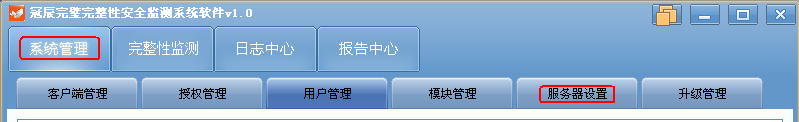 冠辰完璧完整性安全监测系统软件v1.0
系统管理 完整性监测 日志中心 报告中心
客户端管理 授权管理 用户管理 模块管理 服务器设置 升级管理